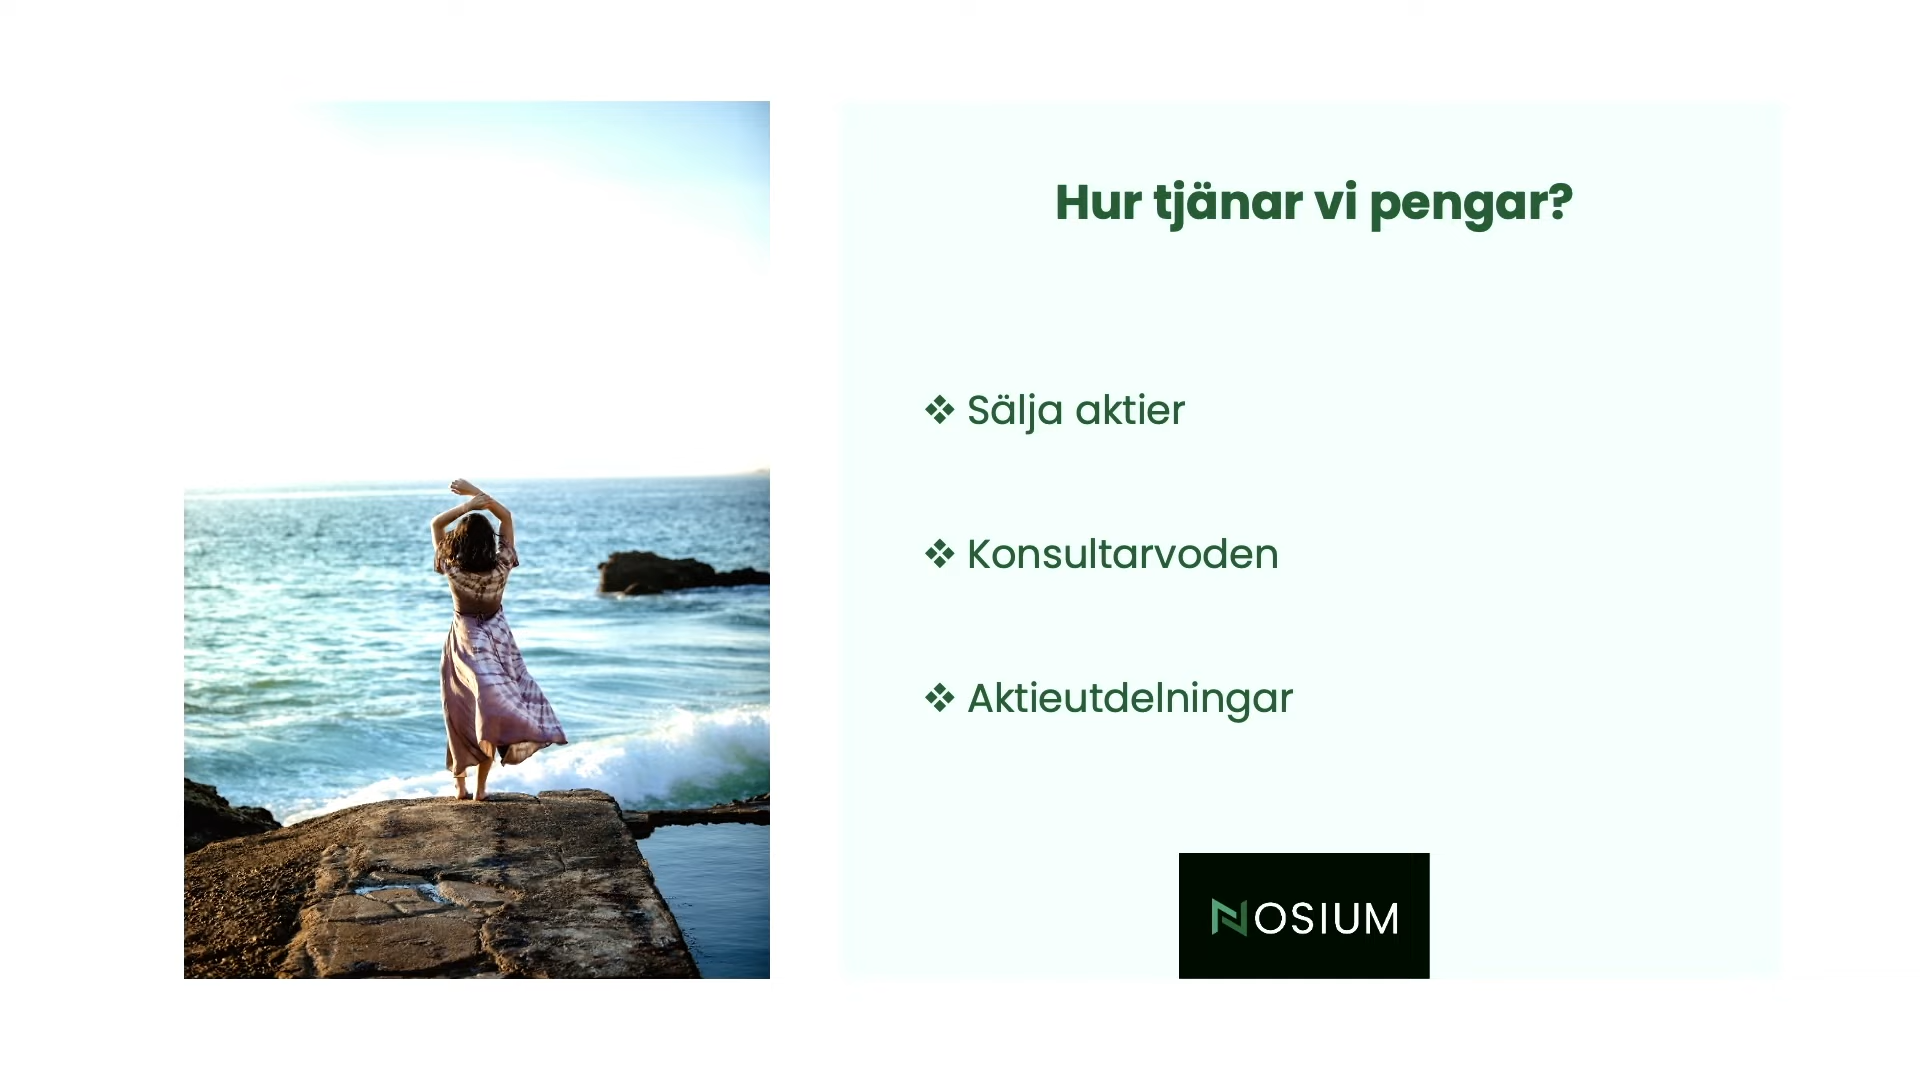 Hur tjänar vi pengar?
❖ Sälja aktier
❖ Konsultarvoden
❖ Aktieutdelningar
NOSIUM